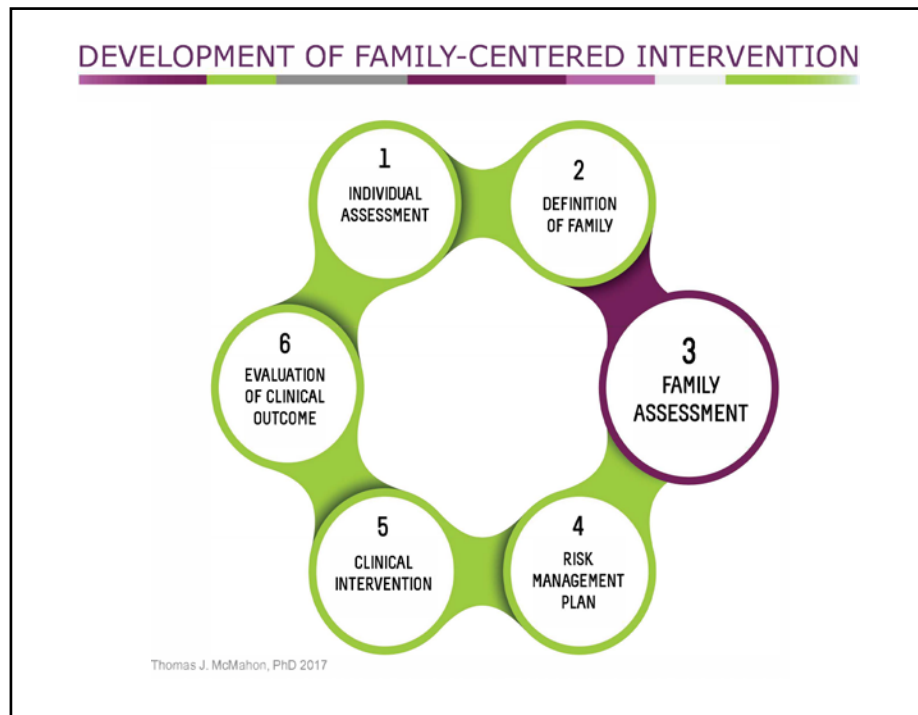 DEVELOPMENT OF FAMILY-CENTERED INTERVENTION
1
INDIVIDUAL
ASSESSMENT
2
DEFINITION
OF FAMILY
3
FAMILY
ASSESSMENT
4
RISK
MANAGEMENT
PLAN
5
CLINICAL
INTERVENTION
6
EVALUATION
OF CLINICAL
OUTCOME
Thomas J. McMahon, PhD 2017